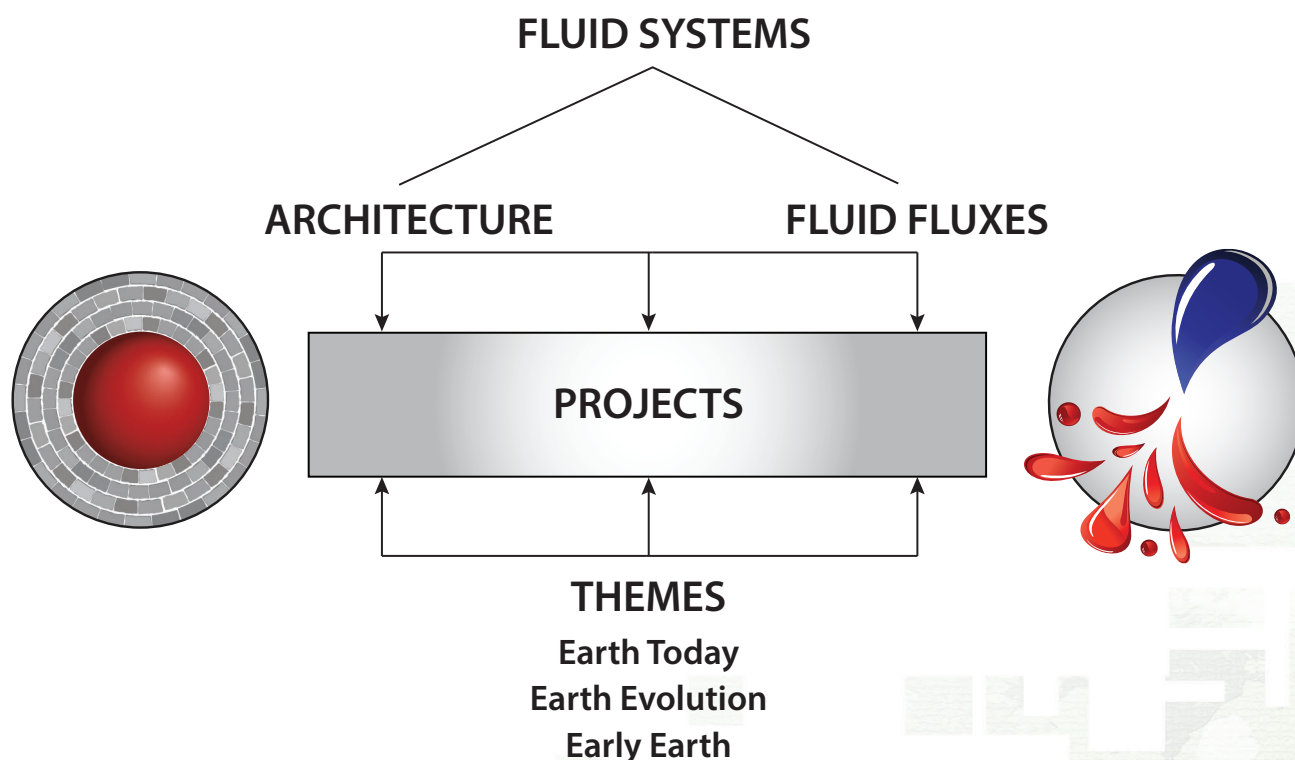 FLUID SYSTEMS
ARCHITECTURE
FLUID FLUXES
PROJECTS
THEMES
Earth Today
Earth Evolution
Early Earth